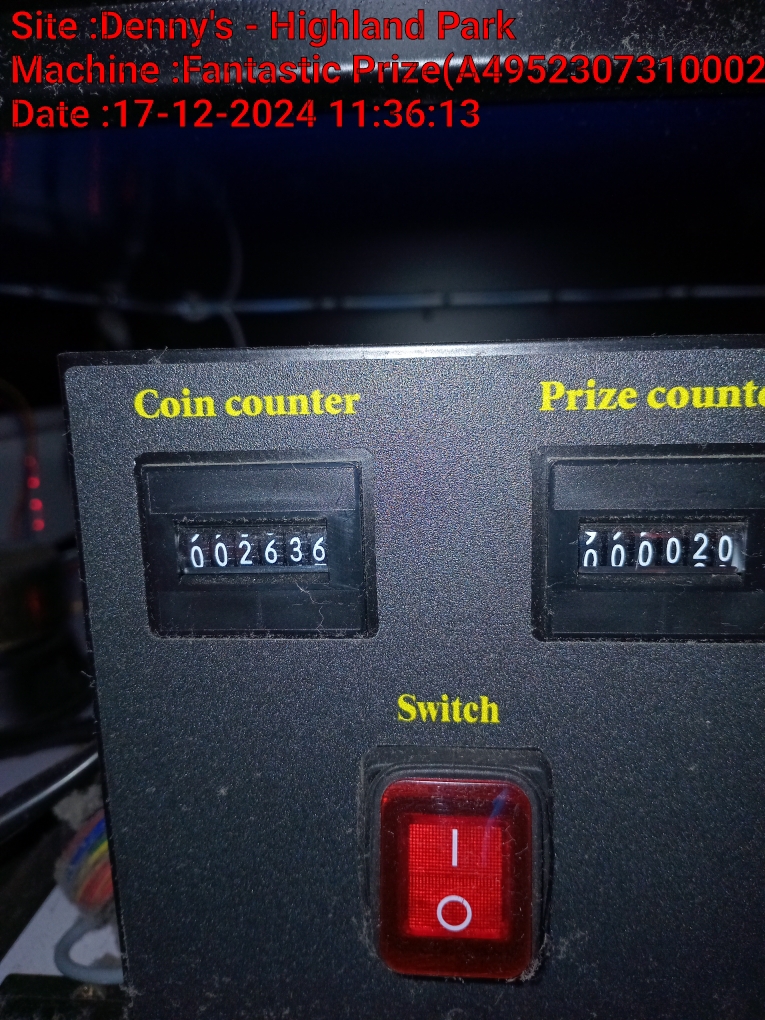 Site :Denny's - Highland Park
Machine :Fantastic Prize(A4952307310002
Date :17-12-2024 11:36:13
Coin counter
Prize counte
002636
000020
Switch
I
O